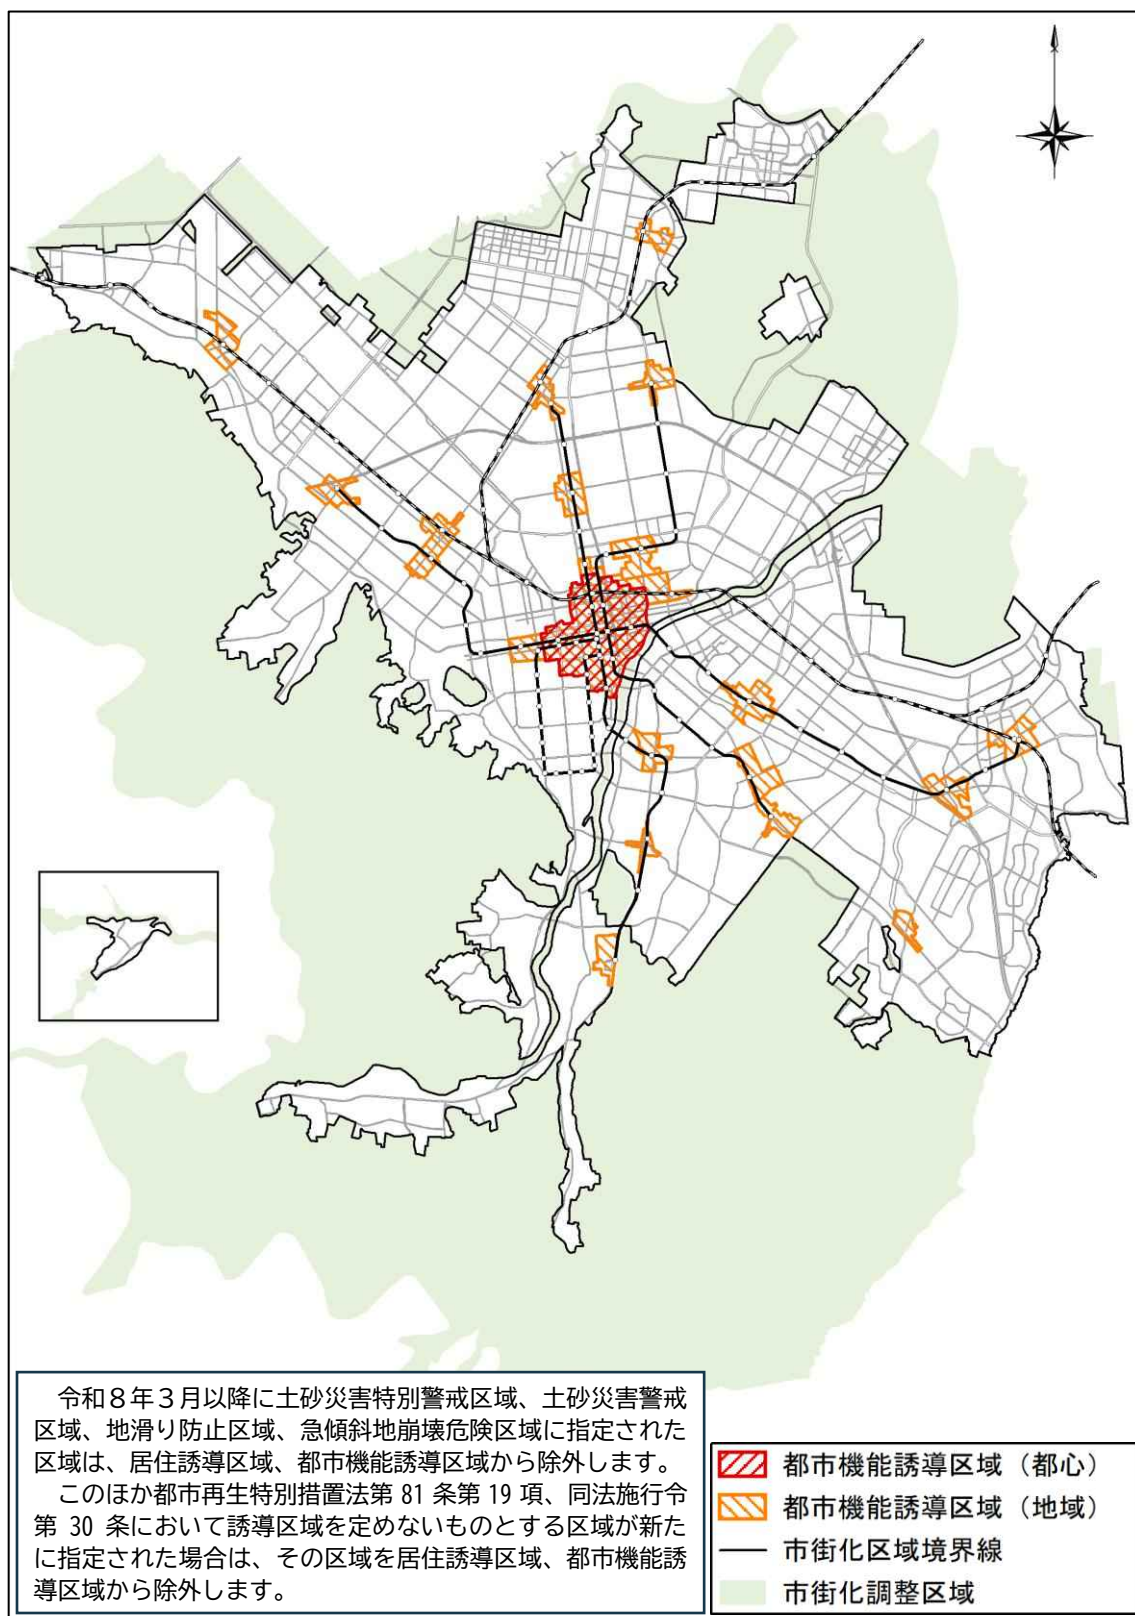 令和８年３月以降に土砂災害特別警戒区域、土砂災害警戒
区域、地滑り防止区域、急傾斜地崩壊危険区域に指定された
区域は、居住誘導区域、都市機能誘導区域から除外します。
このほか都市再生特別措置法第 81 条第 19 項、同法施行令
第 30 条において誘導区域を定めないものとする区域が新た
に指定された場合は、その区域を居住誘導区域、都市機能誘
導区域から除外します。
都市機能誘導区域（都心）
都市機能誘導区域（地域）
市街化区域境界線
市街化調整区域